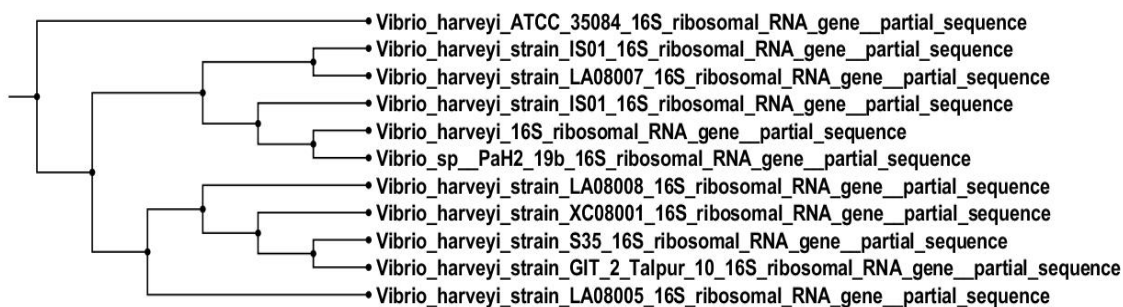 Vibrio_harveyi_ATCC_35084_16S_ribosomal_RNA_gene__partial_sequence
Vibrio_harveyi_strain_IS01_16S_ribosomal_RNA_gene__partial_sequence
Vibrio_harveyi_strain_LA08007_16S_ribosomal_RNA_gene__partial_sequence
Vibrio_harveyi_strain_IS01_16S_ribosomal_RNA_gene__partial_sequence
Vibrio_harveyi_16S_ribosomal_RNA_gene__partial_sequence
Vibrio_sp__PaH2_19b_16S_ribosomal_RNA_gene__partial_sequence
Vibrio_harveyi_strain_LA08008_16S_ribosomal_RNA_gene__partial_sequence
Vibrio_harveyi_strain_XC08001_16S_ribosomal_RNA_gene__partial_sequence
Vibrio_harveyi_strain_S35_16S_ribosomal_RNA_gene__partial_sequence
Vibrio_harveyi_strain_GIT_2_Talpur_10_16S_ribosomal_RNA_gene__partial_sequence
Vibrio_harveyi_strain_LA08005_16S_ribosomal_RNA_gene__partial_sequence